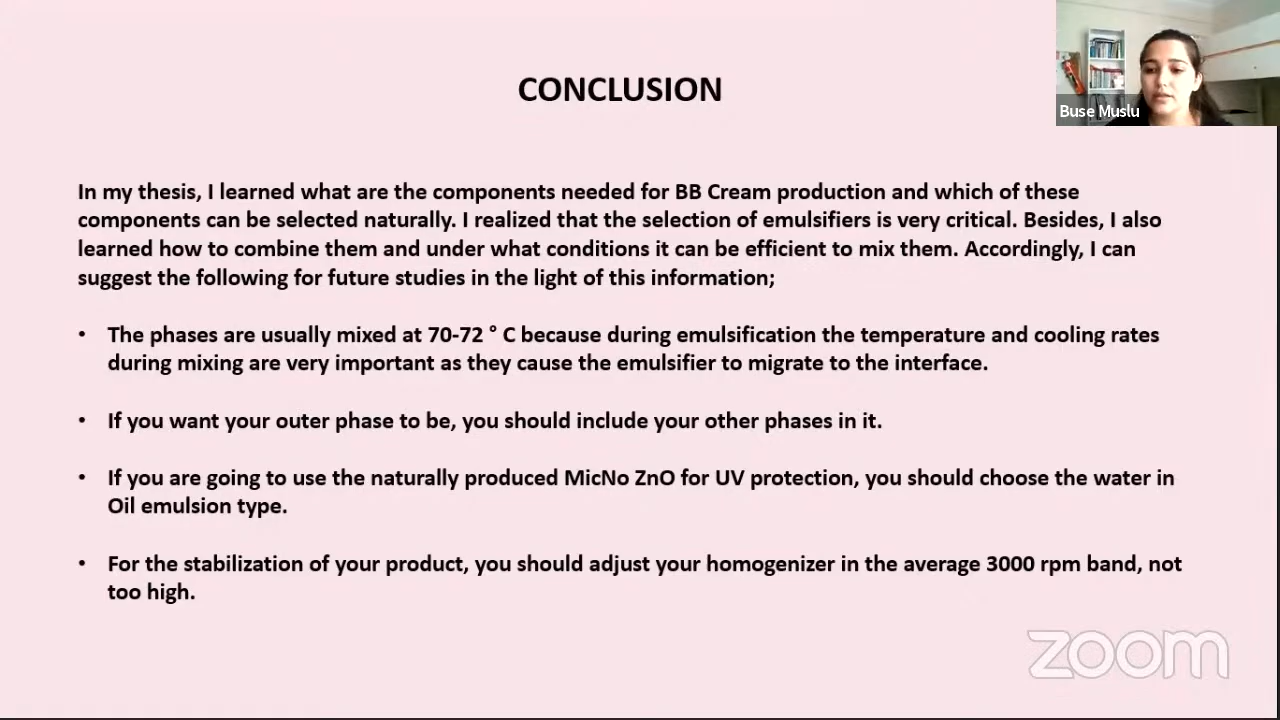 CONCLUSION
Buse Muslu
In my thesis, I learned what are the components needed for BB Cream production and which of these
components can be selected naturally. I realized that the selection of emulsifiers is very critical. Besides, I also
learned how to combine them and under what conditions it can be efficient to mix them. Accordingly, I can
suggest the following for future studies in the light of this information;
• The phases are usually mixed at 70-72 ° C because during emulsification the temperature and cooling rates
during mixing are very important as they cause the emulsifier to migrate to the interface.
• If you want your outer phase to be, you should include your other phases in it.
• If you are going to use the naturally produced MicNo ZnO for UV protection, you should choose the water in
Oil emulsion type.
• For the stabilization of your product, you should adjust your homogenizer in the average 3000 rpm band, not
too high.
zoom